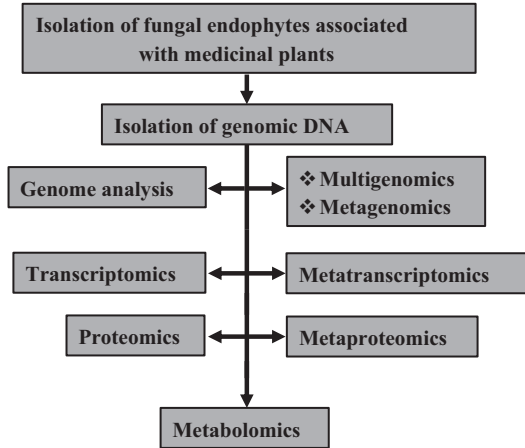 Isolation of fungal endophytes associated
with medicinal plants
Isolation of genomic DNA
Genome analysis
❖ Multigenomics
❖ Metagenomics
Transcriptomics
Metatranscriptomics
Proteomics
Metaproteomics
Metabolomics